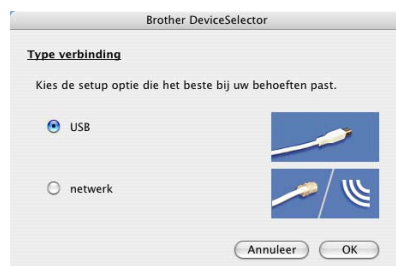 Brother DeviceSelector
Type verbinding
Kies de setup optie die het beste bij uw behoeften past.
USB
netwerk
Annuleer OK